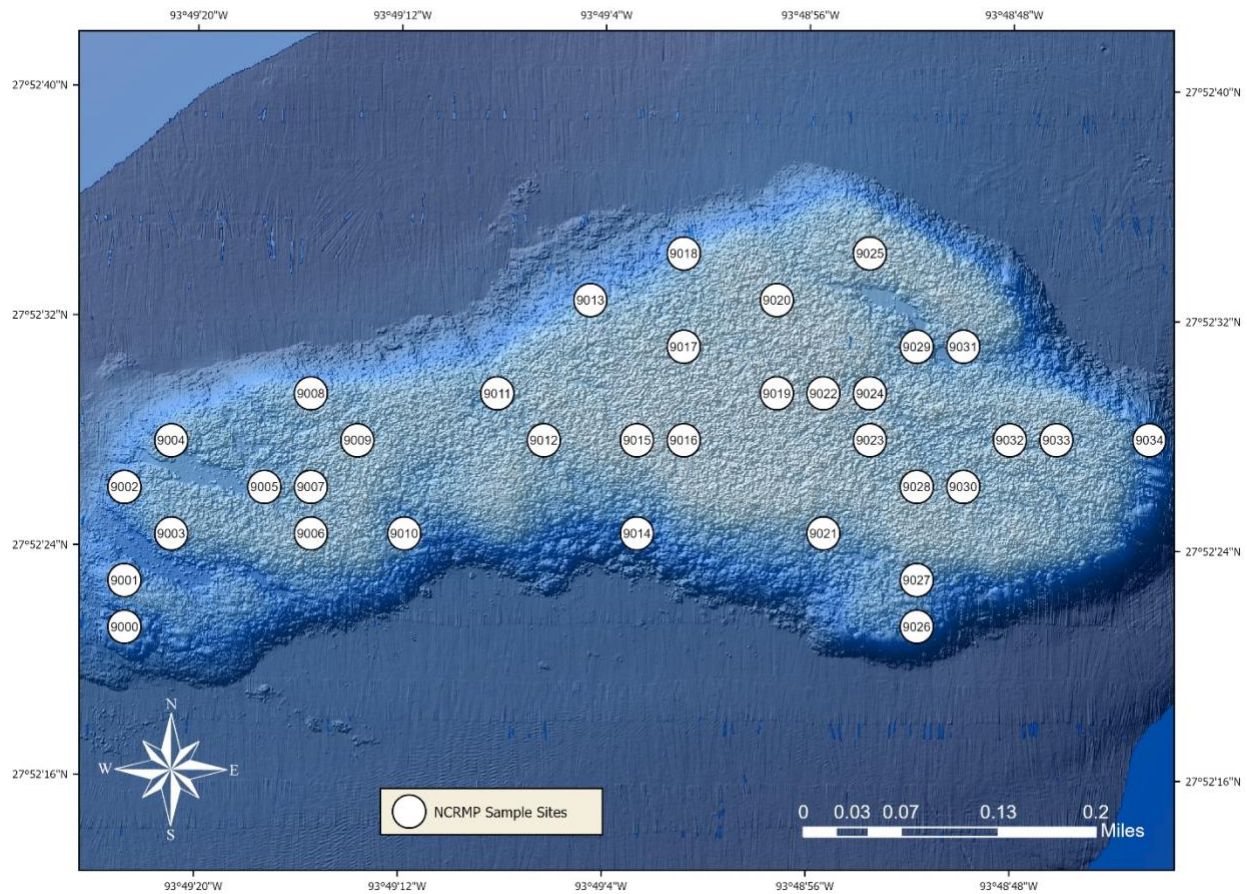 93°49'20"W 93°49'12"W 93°49'4"W 93°48'56"W 93°48'48"W
27°52'40"N 27°52'40"N
9018 9025
9013 9020
27°52'32"N 27°52'32"N
9017 9029 9031
9008 9011 9019 9022 9024
9004 9009 9012 9015 9016 9023 9032 9033 9034
9002 9005 9007 9028 9030
9003 9006 9010 9014 9021
27°52'24"N 27°52'24"N
9001 9027
9000 9026
N
W E
S
27°52'16"N 27°52'16"N
NCRMP Sample Sites
0 0.03 0.07 0.13 0.2
Miles
93°49'20"W 93°49'12"W 93°49'4"W 93°48'56"W 93°48'48"W